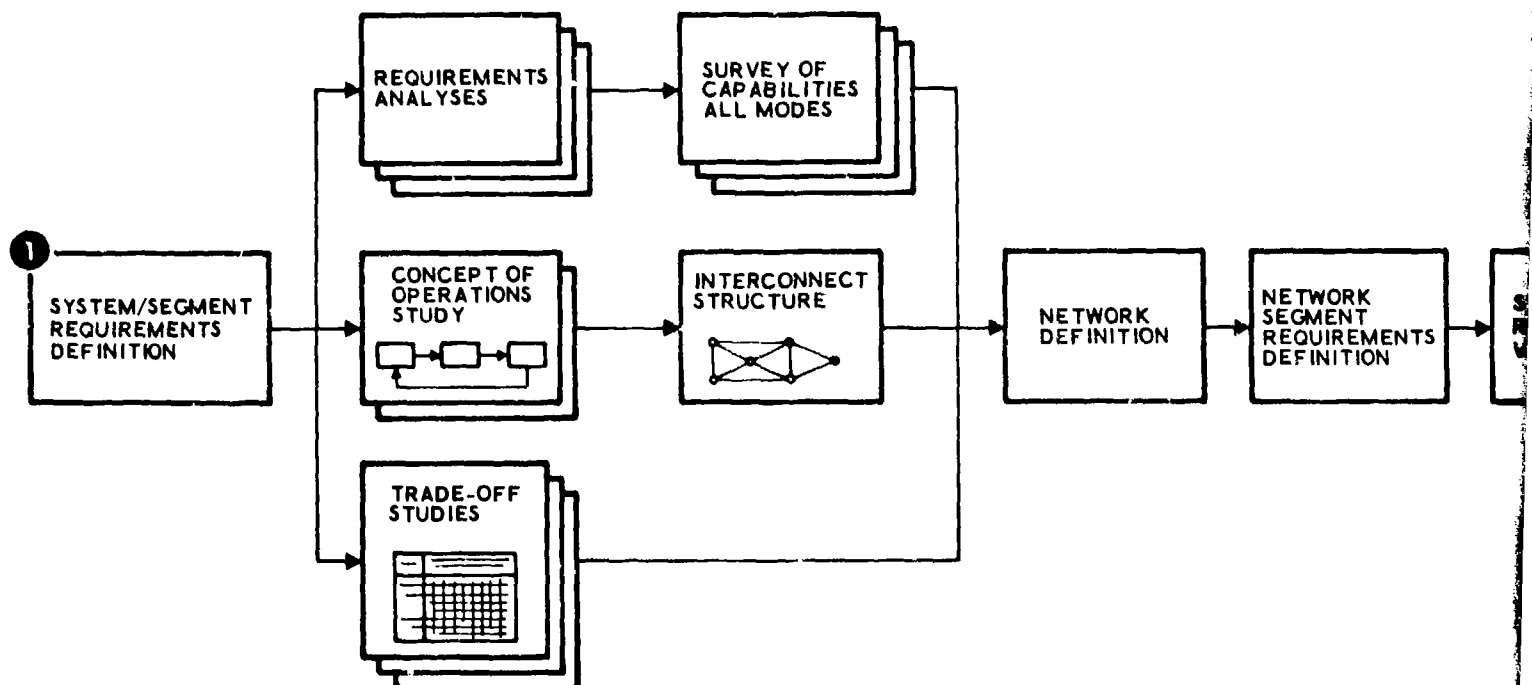 REQUIREMENTS
ANALYSES
SURVEY OF
CAPABILITIES
ALL MODES
1
SYSTEM/SEGMENT
REQUIREMENTS
DEFINITION
CONCEPT OF
OPERATIONS
STUDY
INTERCONNECT
STRUCTURE
NETWORK
DEFINITION
NETWORK
SEGMENT
REQUIREMENTS
DEFINITION
TRADE-OFF
STUDIES